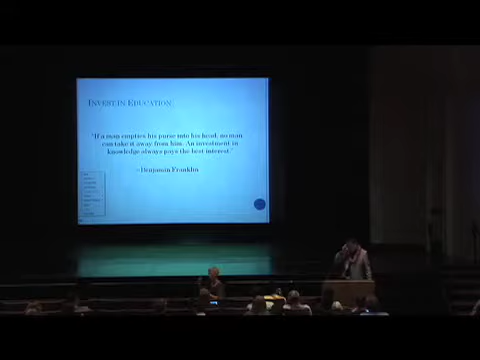 INVEST IN EDUCATION
"If a man empties his purse into his head, no man
can take it away from him. An investment in
knowledge always pays the best interest."
–Benjamin Franklin